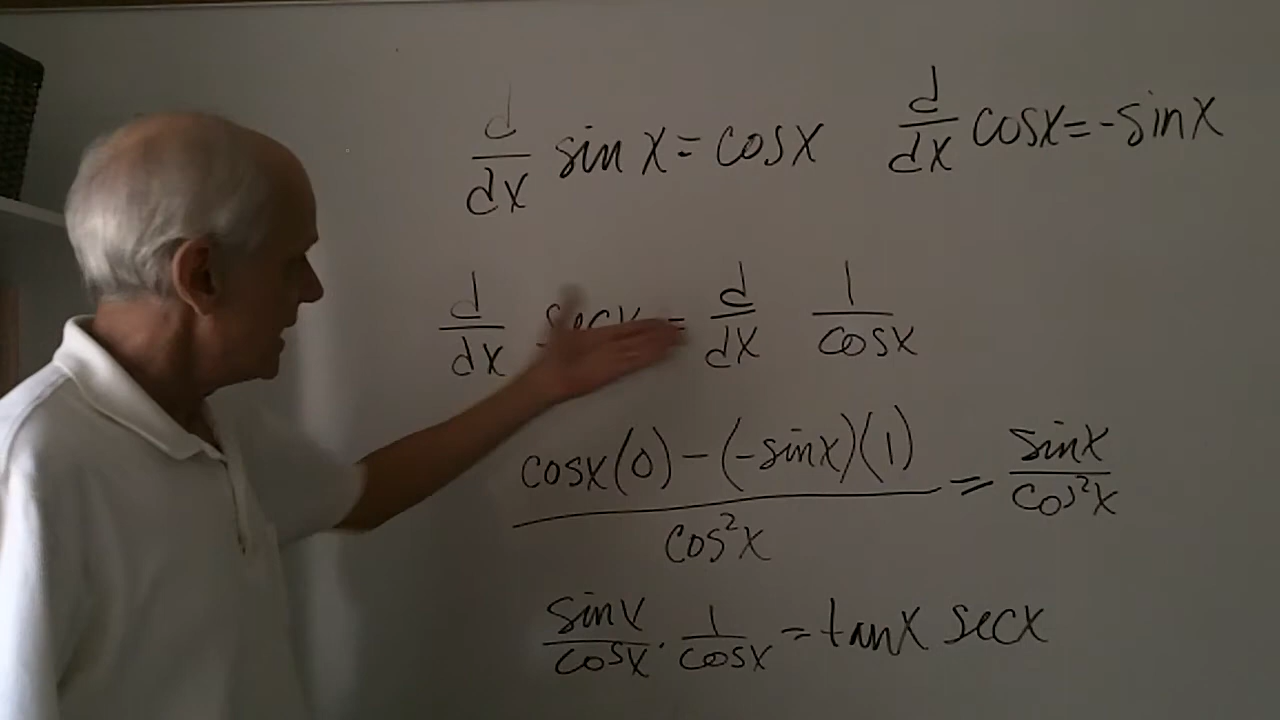 d/dx sin x = cos x    d/dx cos x = -sin x
d/dx sec x = d/dx 1/cos x
cos x (0) - (-sin x)(1) / cos²x = sin x / cos²x
sin x / cos x · 1 / cos x = tan x sec x